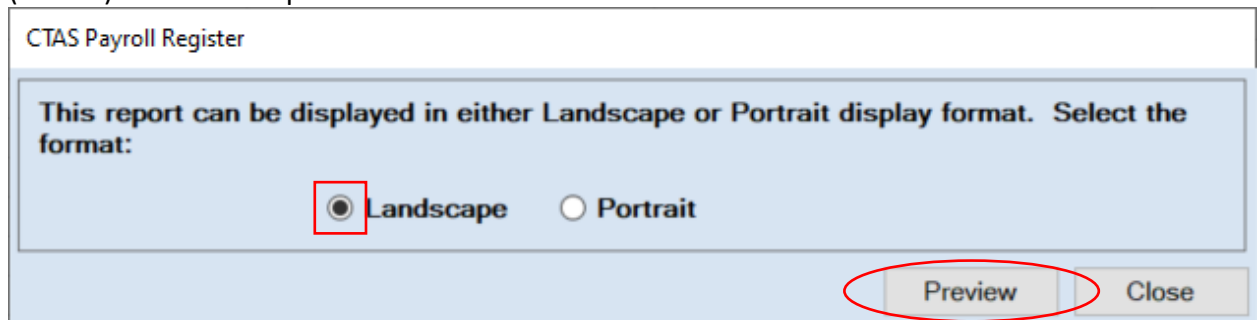 CTAS Payroll Register
This report can be displayed in either Landscape or Portrait display format. Select the
format:
Landscape Portrait
Preview Close